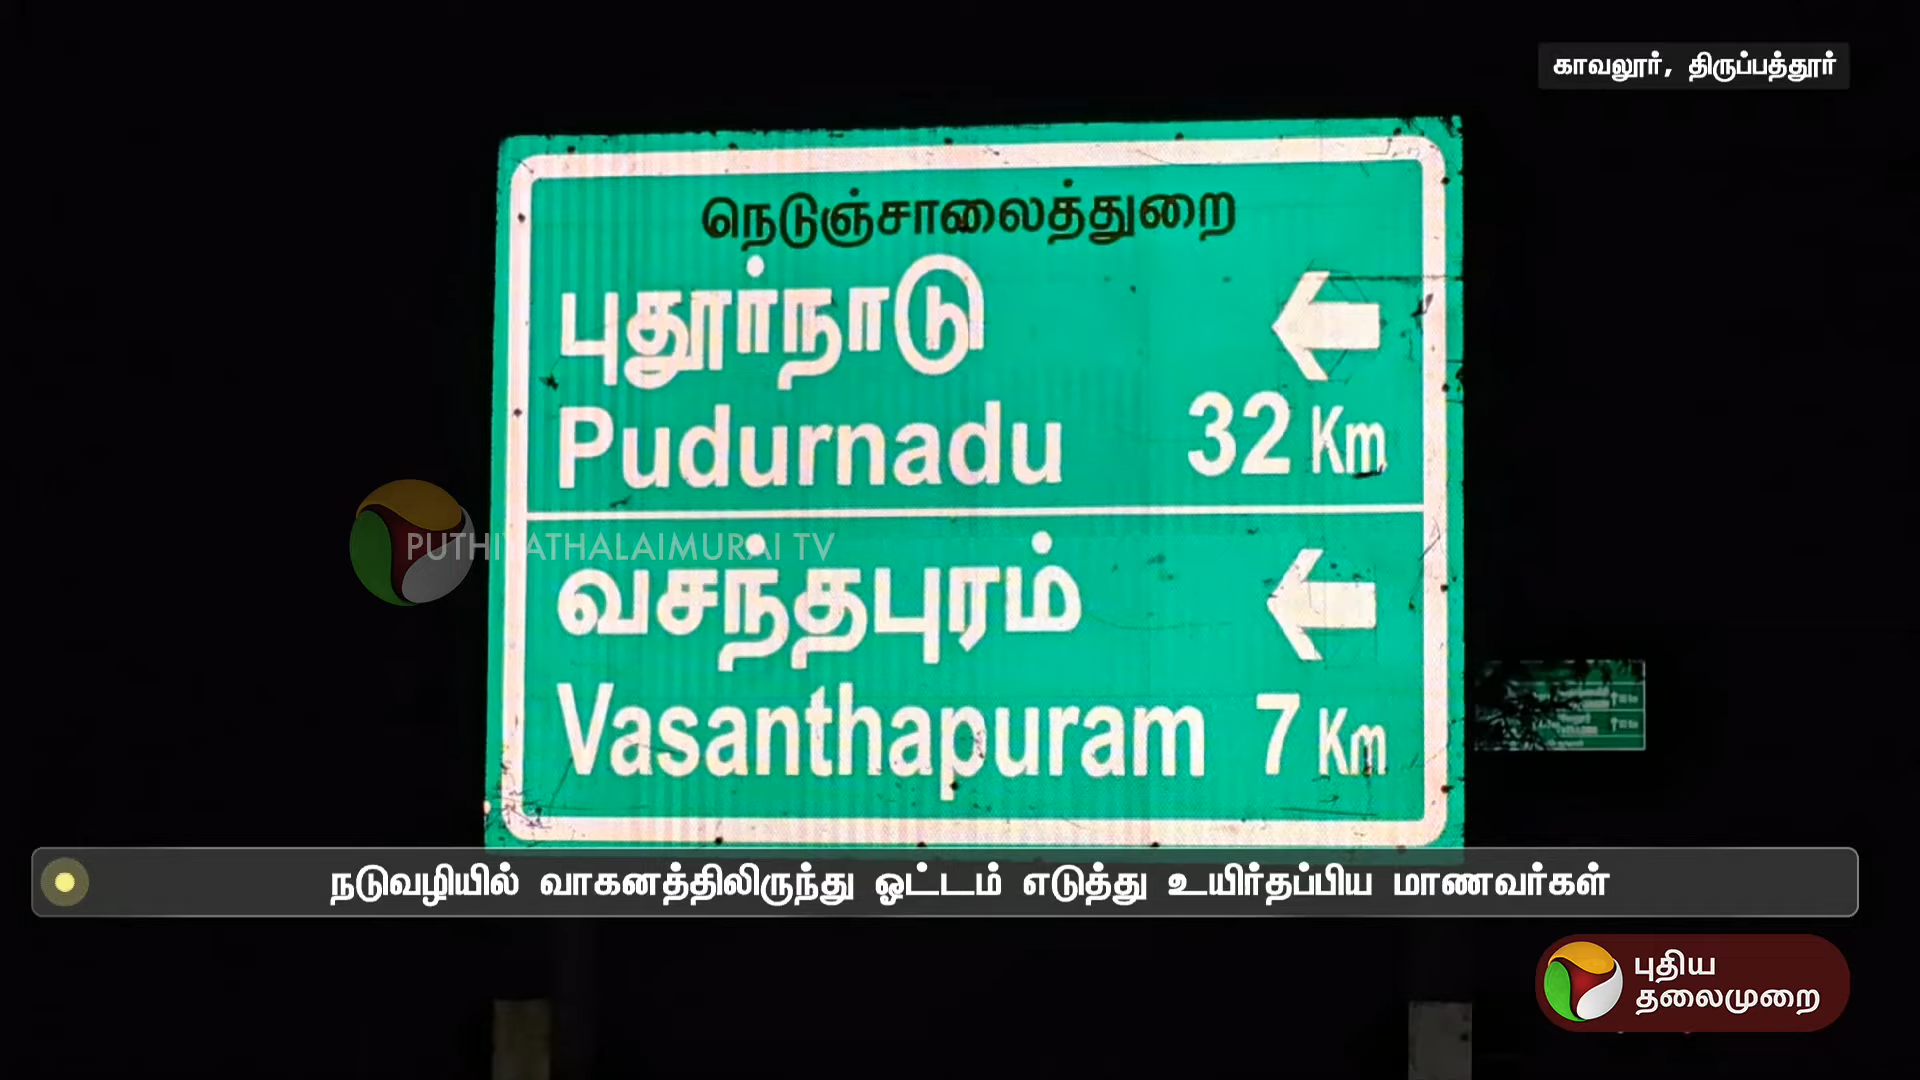 காவலூர், திருப்பத்தூர்
நெடுஞ்சாலைத்துறை
புதூர்நாடு
Pudurnadu 32 Km
PUTHIYATHALAIMURAI TV
வசந்தபுரம்
Vasanthapuram 7 Km
நடுவழியில் வாகனத்திலிருந்து ஓட்டம் எடுத்து உயிர்தப்பிய மாணவர்கள்
புதிய
தலைமுறை